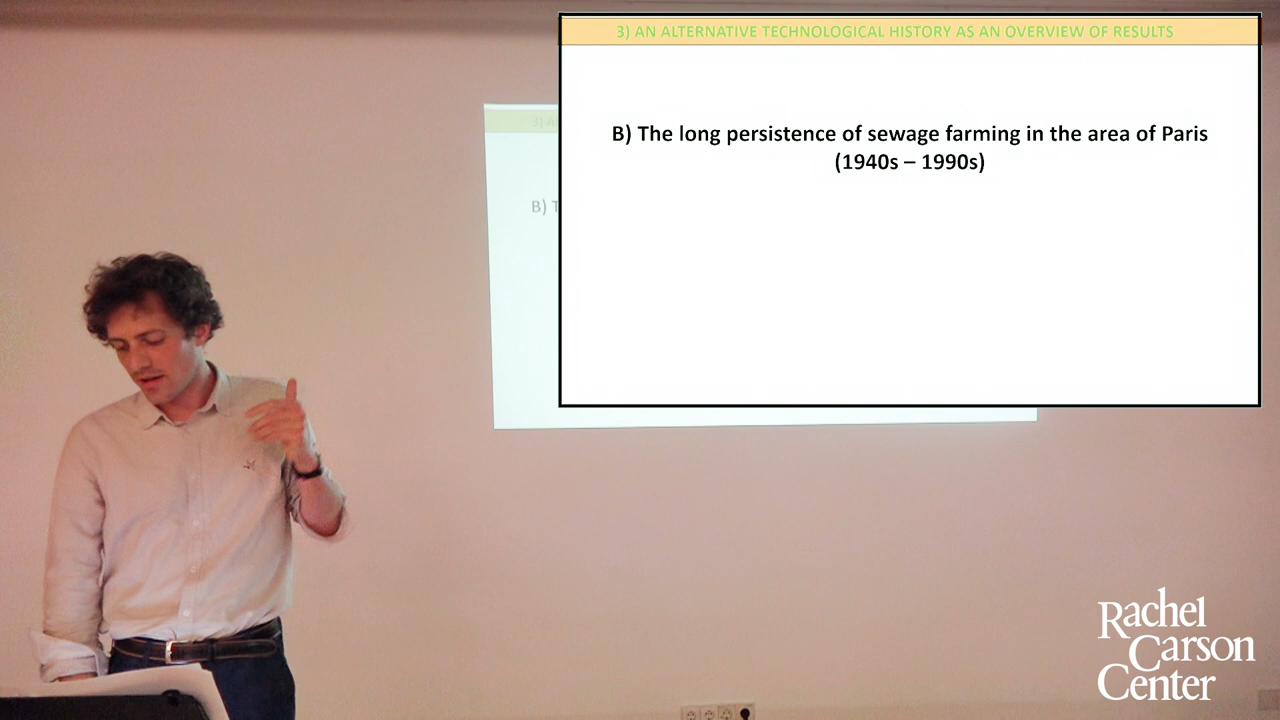 3) AN ALTERNATIVE TECHNOLOGICAL HISTORY AS AN OVERVIEW OF RESULTS
B) The long persistence of sewage farming in the area of Paris
(1940s – 1990s)
3) A
B) T
Rachel
Carson
Center